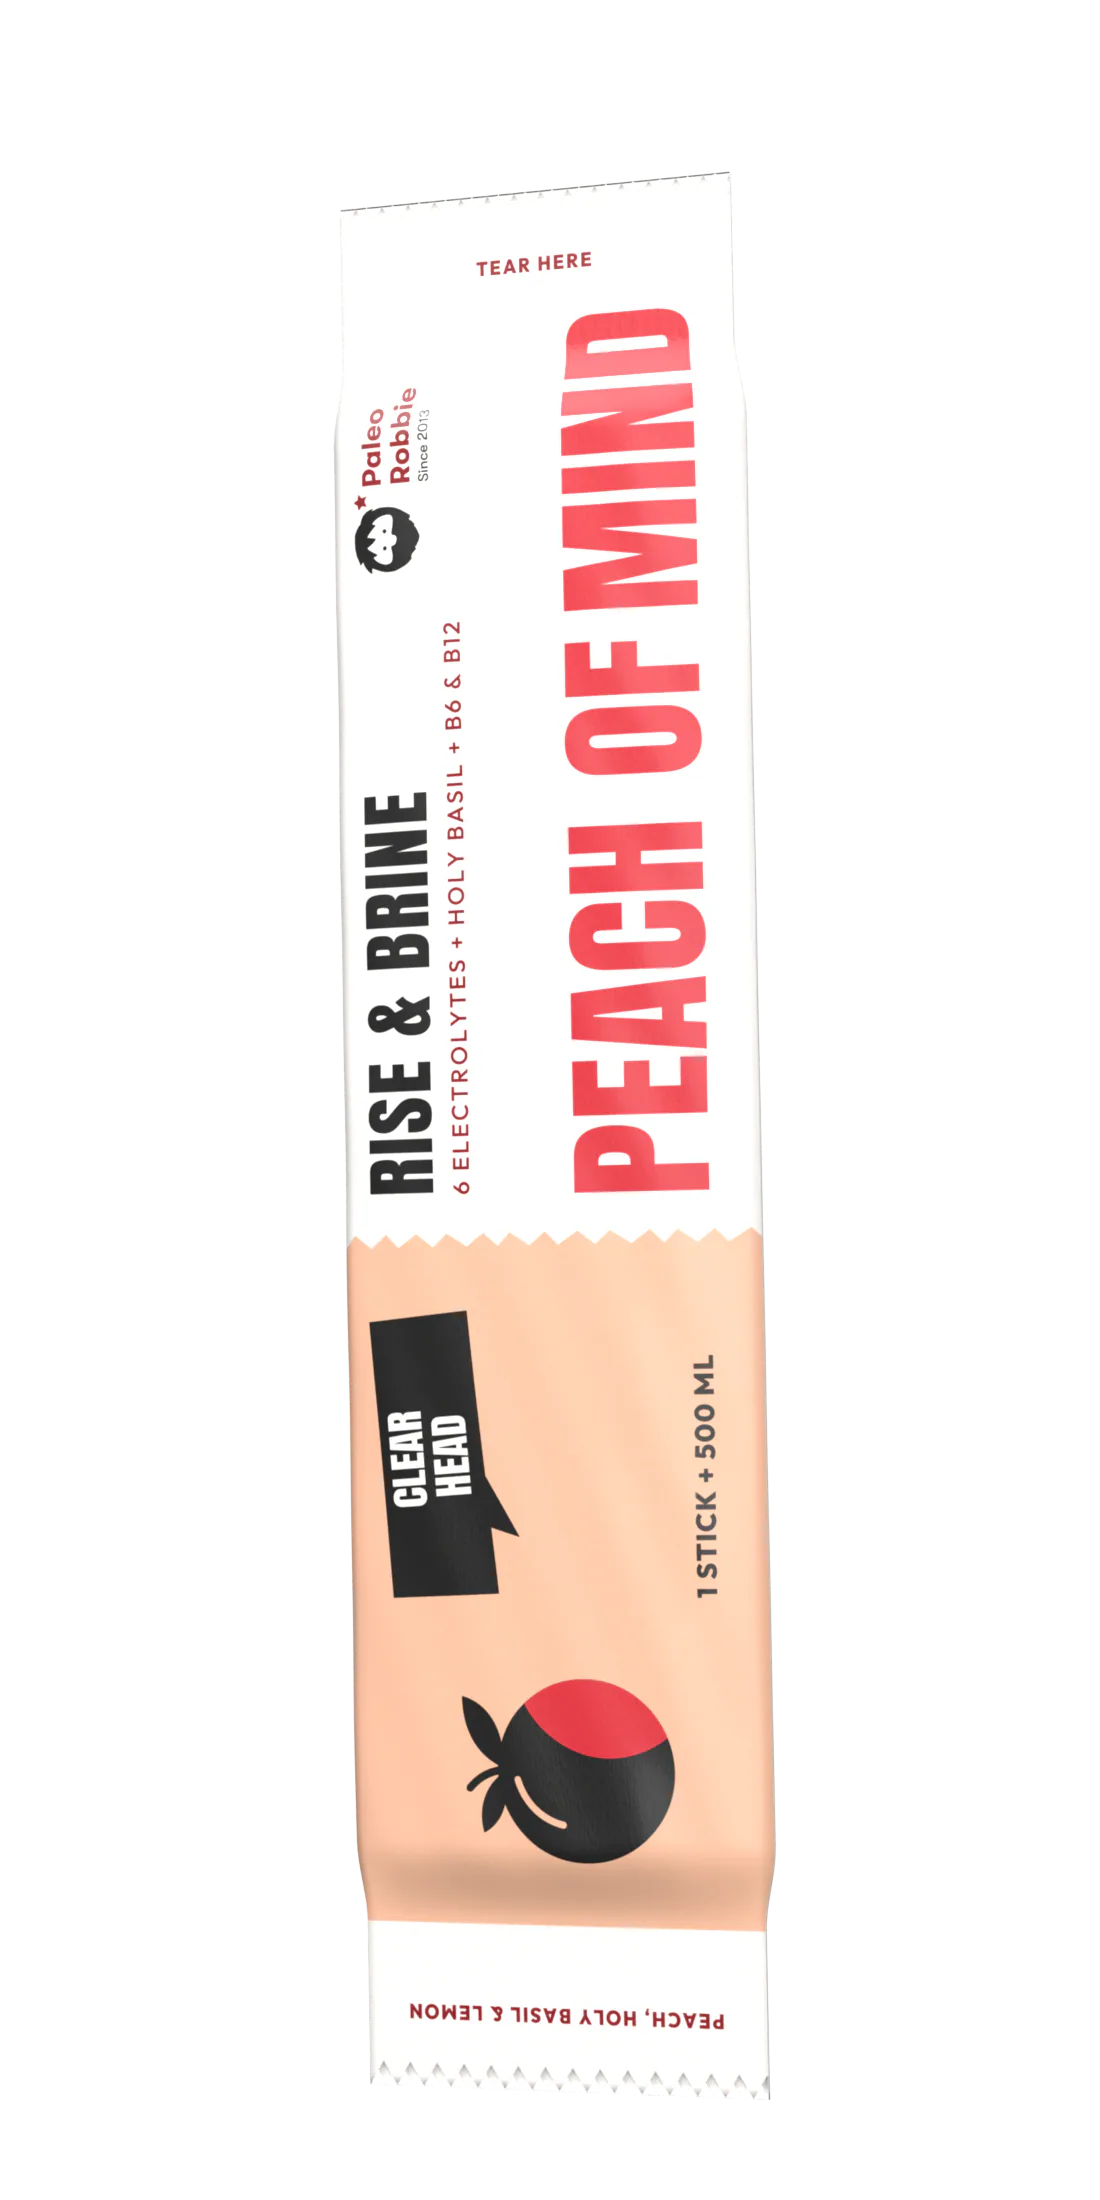 TEAR HERE
Paleo
Robbie
Since 2013
RISE & BRINE
6 ELECTROLYTES + HOLY BASIL + B6 & B12
PEACH OF MIND
CLEAR
HEAD
1 STICK + 500 ML
PEACH, HOLY BASIL & LEMON